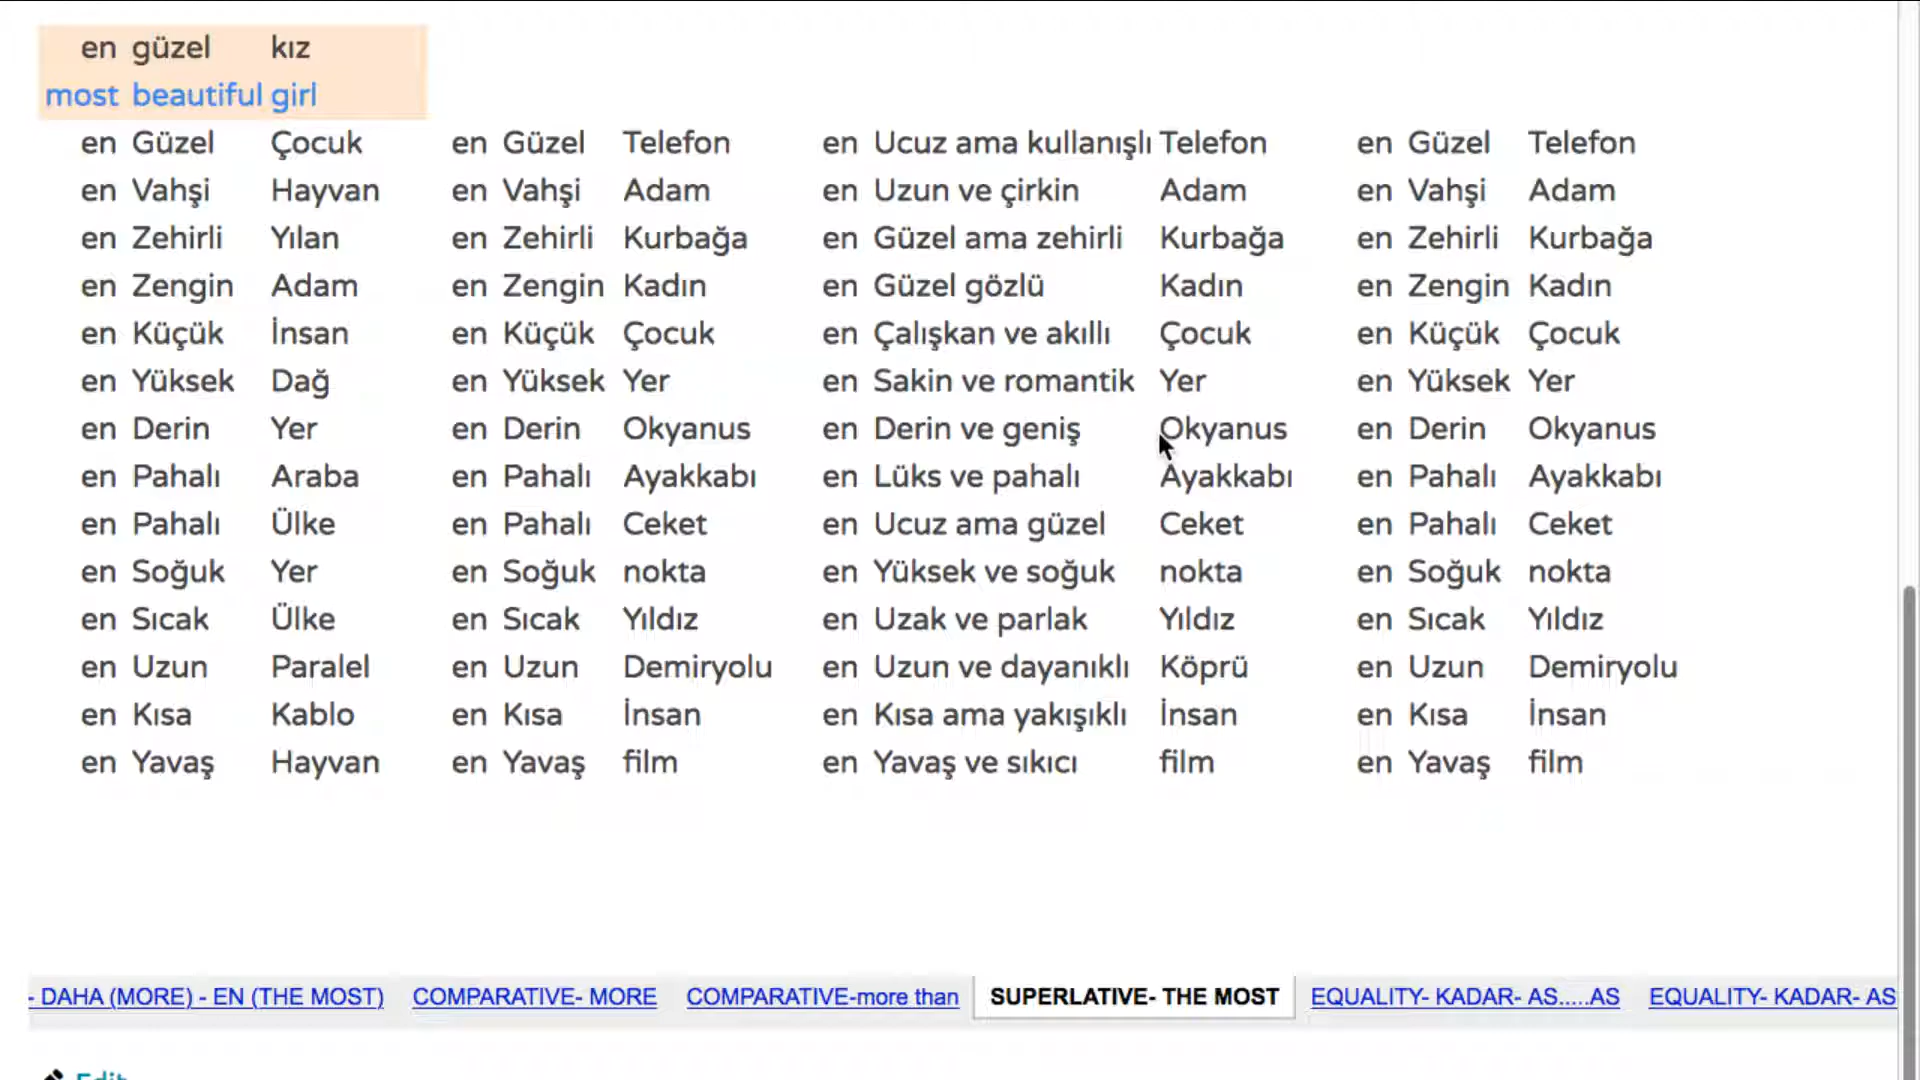 en güzel kız
most beautiful girl
en Güzel Çocuk en Güzel Telefon en Ucuz ama kullanışlı Telefon en Güzel Telefon
en Vahşi Hayvan en Vahşi Adam en Uzun ve çirkin Adam en Vahşi Adam
en Zehirli Yılan en Zehirli Kurbağa en Güzel ama zehirli Kurbağa en Zehirli Kurbağa
en Zengin Adam en Zengin Kadın en Güzel gözlü Kadın en Zengin Kadın
en Küçük İnsan en Küçük Çocuk en Çalışkan ve akıllı Çocuk en Küçük Çocuk
en Yüksek Dağ en Yüksek Yer en Sakin ve romantik Yer en Yüksek Yer
en Derin Yer en Derin Okyanus en Derin ve geniş Okyanus en Derin Okyanus
en Pahalı Araba en Pahalı Ayakkabı en Lüks ve pahalı Ayakkabı en Pahalı Ayakkabı
en Pahalı Ülke en Pahalı Ceket en Ucuz ama güzel Ceket en Pahalı Ceket
en Soğuk Yer en Soğuk nokta en Yüksek ve soğuk nokta en Soğuk nokta
en Sıcak Ülke en Sıcak Yıldız en Uzak ve parlak Yıldız en Sıcak Yıldız
en Uzun Paralel en Uzun Demiryolu en Uzun ve dayanıklı Köprü en Uzun Demiryolu
en Kısa Kablo en Kısa İnsan en Kısa ama yakışıklı İnsan en Kısa İnsan
en Yavaş Hayvan en Yavaş film en Yavaş ve sıkıcı film en Yavaş film
- DAHA (MORE) - EN (THE MOST) COMPARATIVE- MORE COMPARATIVE-more than SUPERLATIVE- THE MOST EQUALITY- KADAR- AS.....AS EQUALITY- KADAR- AS
Edit